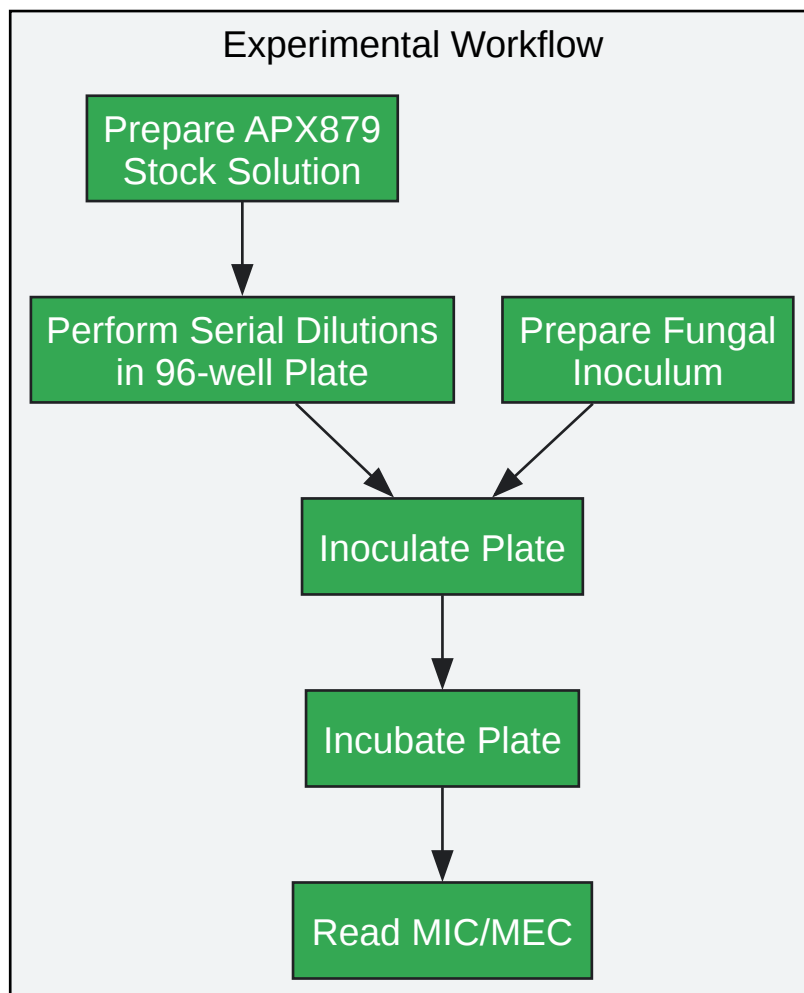 Experimental Workflow
Prepare APX879
Stock Solution
Perform Serial Dilutions
in 96-well Plate
Prepare Fungal
Inoculum
Inoculate Plate
Incubate Plate
Read MIC/MEC